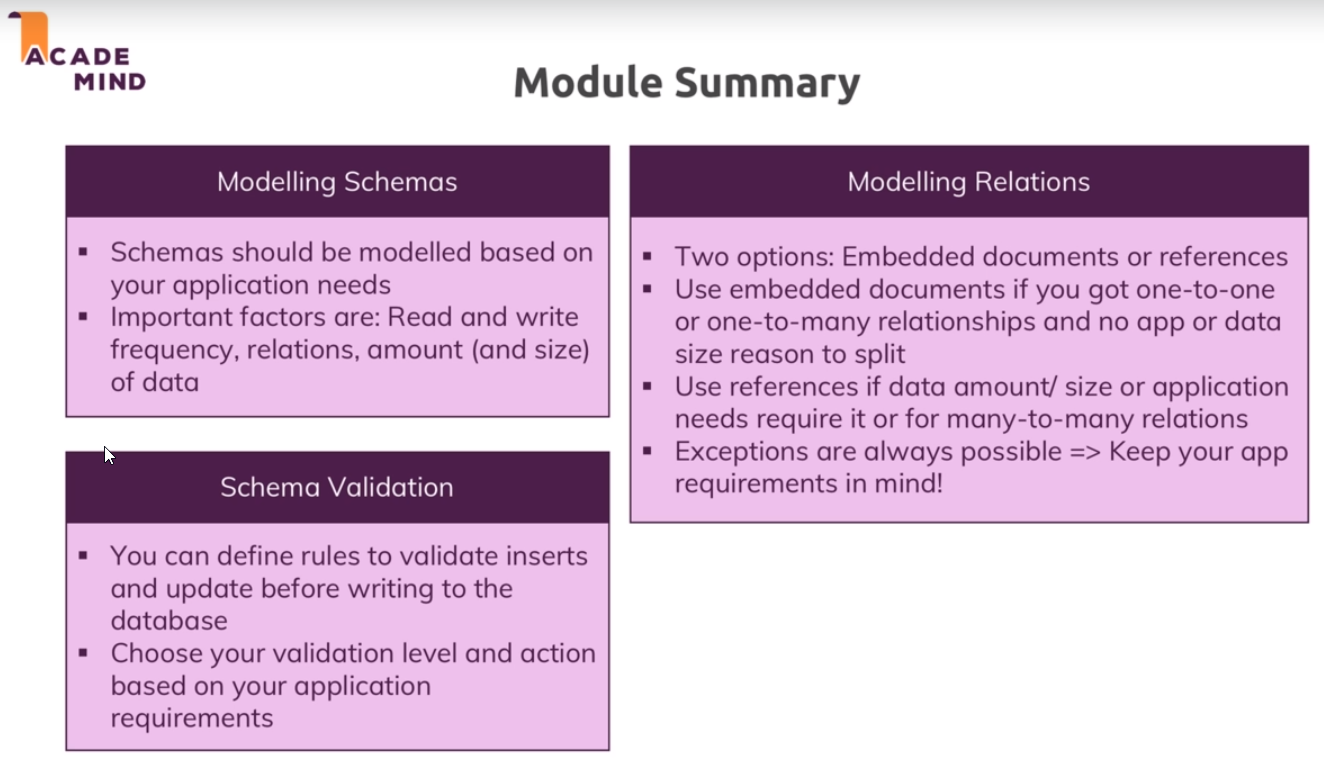 ACADE
MIND
Module Summary
Modelling Schemas
▪ Schemas should be modelled based on
your application needs
▪ Important factors are: Read and write
frequency, relations, amount (and size)
of data
Schema Validation
▪ You can define rules to validate inserts
and update before writing to the
database
▪ Choose your validation level and action
based on your application
requirements
Modelling Relations
▪ Two options: Embedded documents or references
▪ Use embedded documents if you got one-to-one
or one-to-many relationships and no app or data
size reason to split
▪ Use references if data amount/ size or application
needs require it or for many-to-many relations
▪ Exceptions are always possible => Keep your app
requirements in mind!